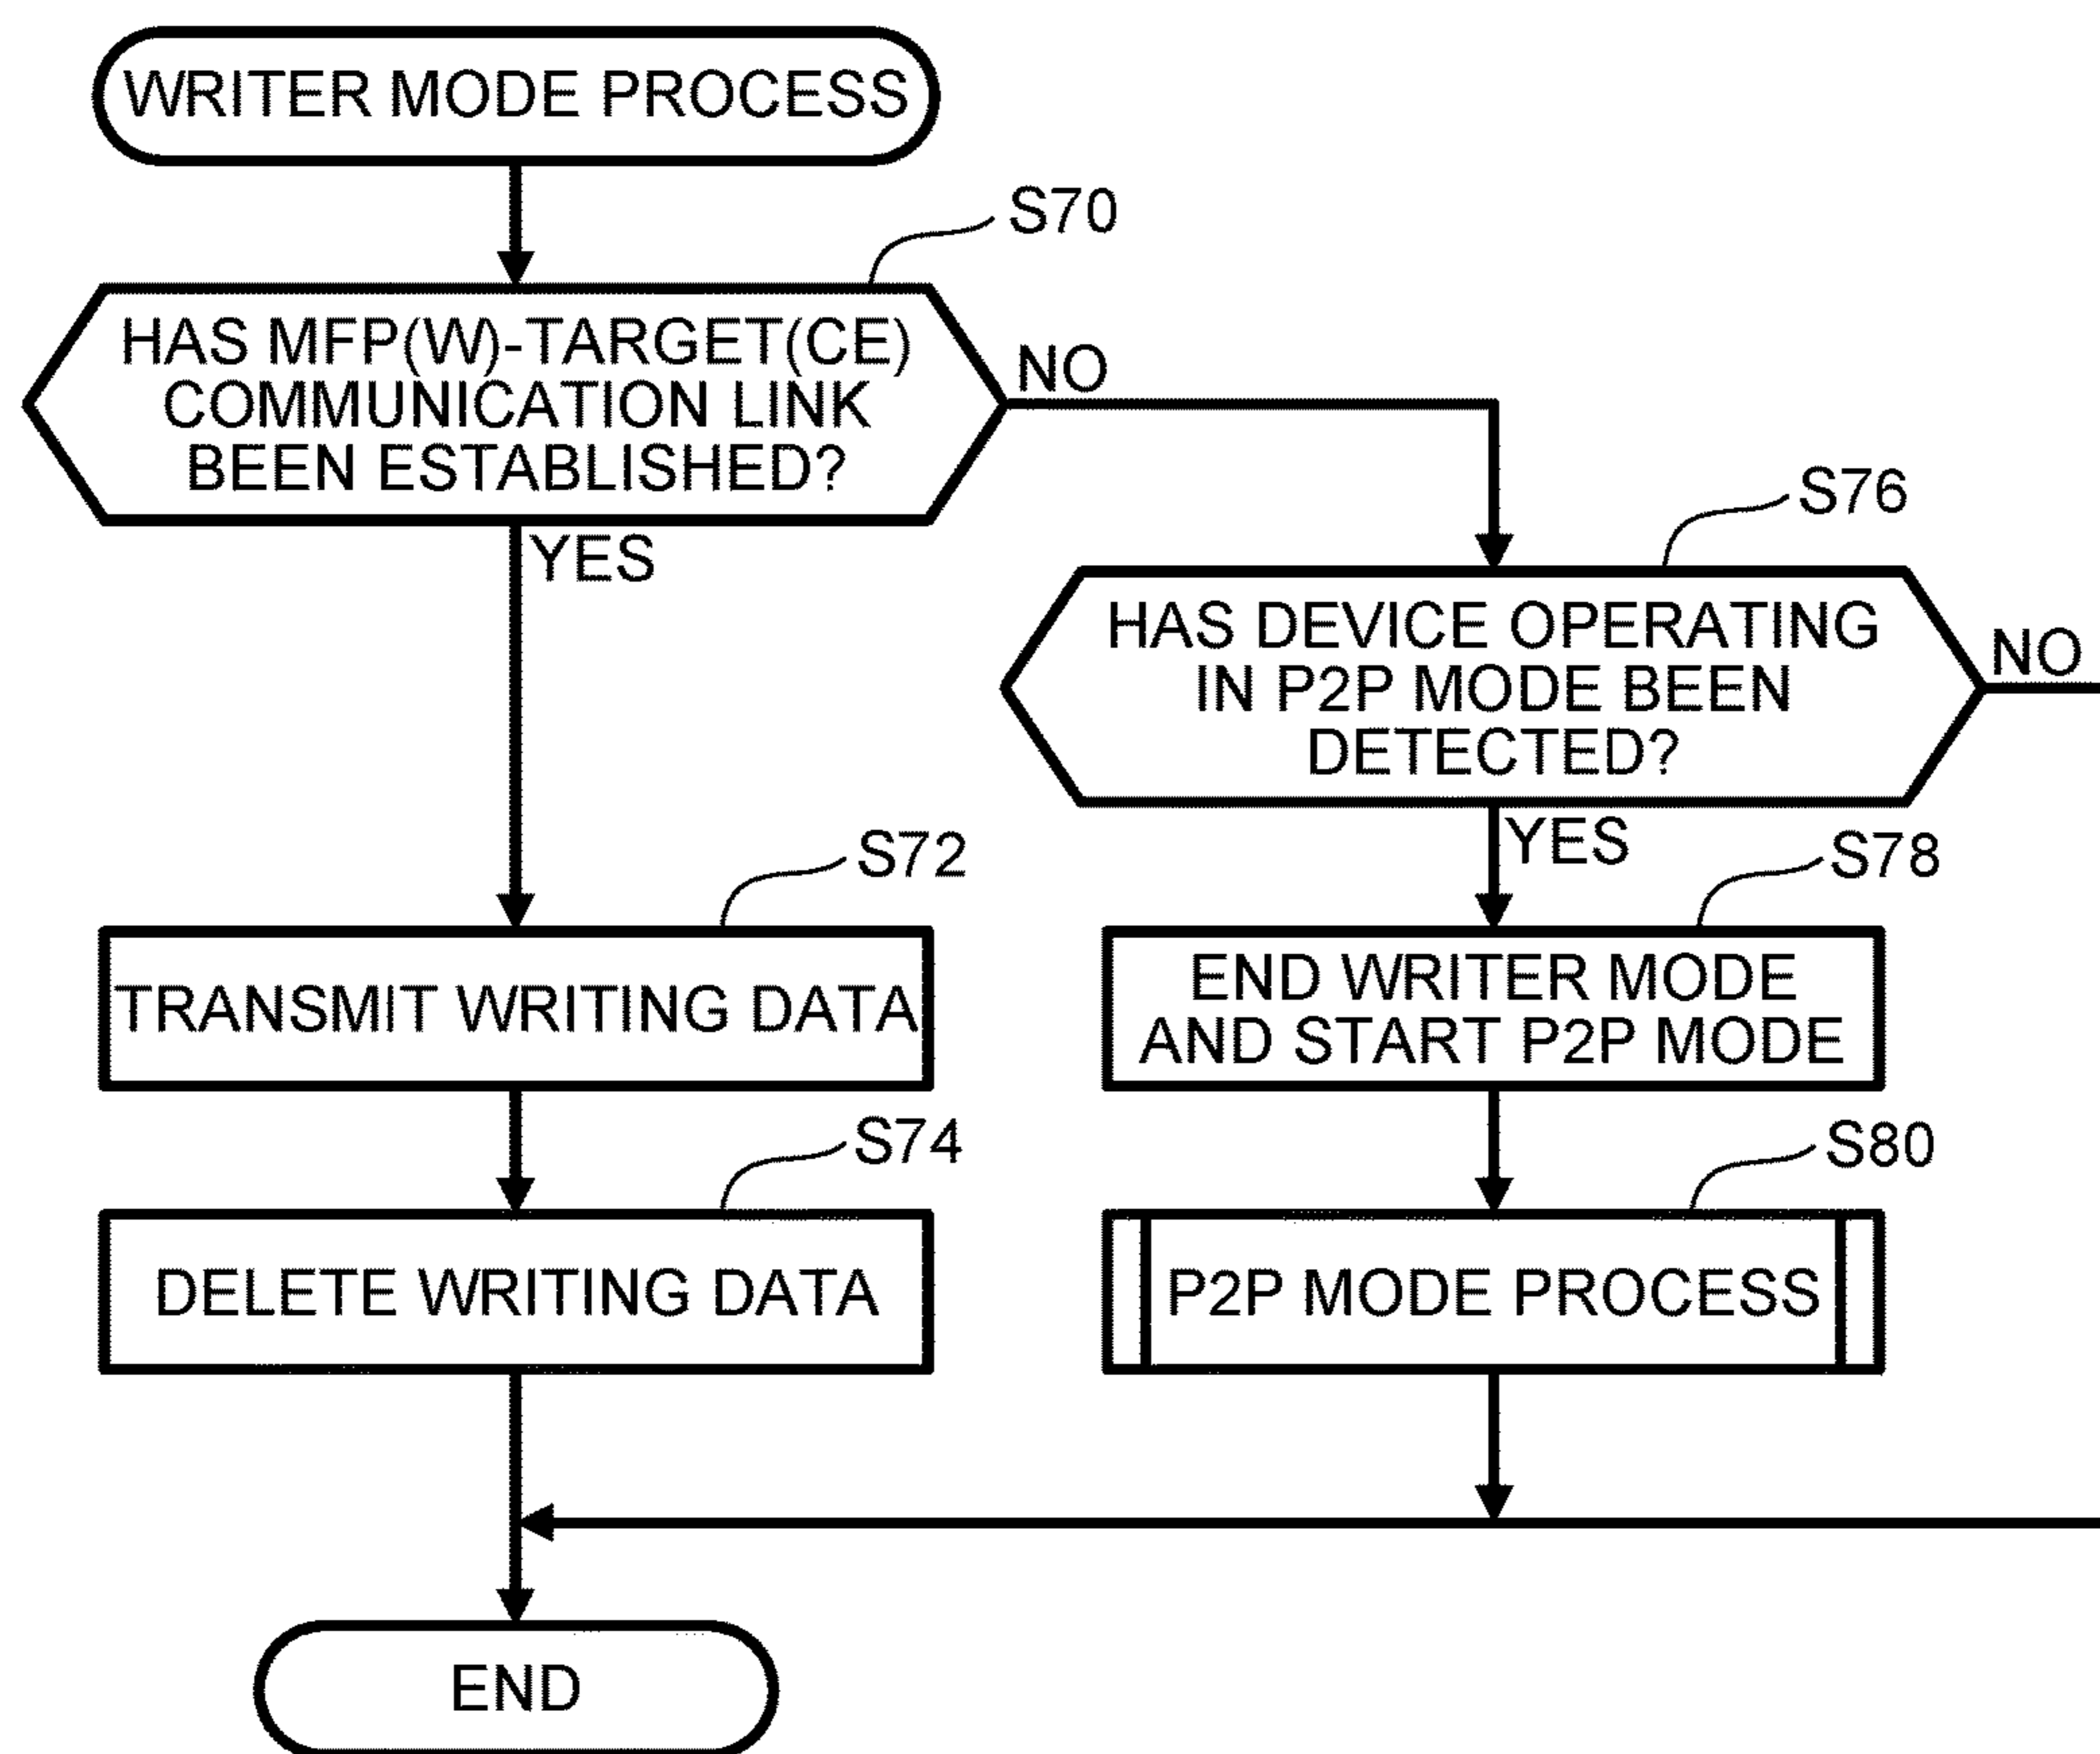 WRITER MODE PROCESS
S70
HAS MFP(W)-TARGET(CE)
COMMUNICATION LINK
BEEN ESTABLISHED?
NO
YES
S76
HAS DEVICE OPERATING
IN P2P MODE BEEN
DETECTED?
NO
YES
S72
TRANSMIT WRITING DATA
S78
END WRITER MODE
AND START P2P MODE
S74
DELETE WRITING DATA
S80
P2P MODE PROCESS
END